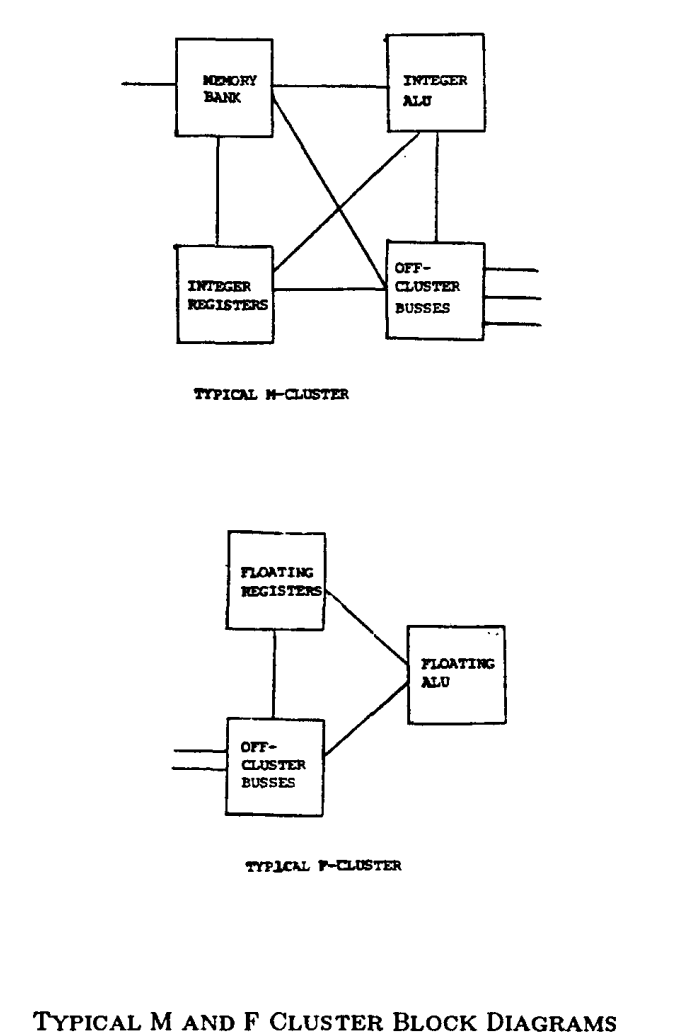 MEMORY
BANK
INTEGER
ALU
INTEGER
REGISTERS
OFF-
CLUSTER
BUSSES
TYPICAL M-CLUSTER
FLOATING
REGISTERS
FLOATING
ALU
OFF-
CLUSTER
BUSSES
TYPICAL F-CLUSTER
TYPICAL M AND F CLUSTER BLOCK DIAGRAMS